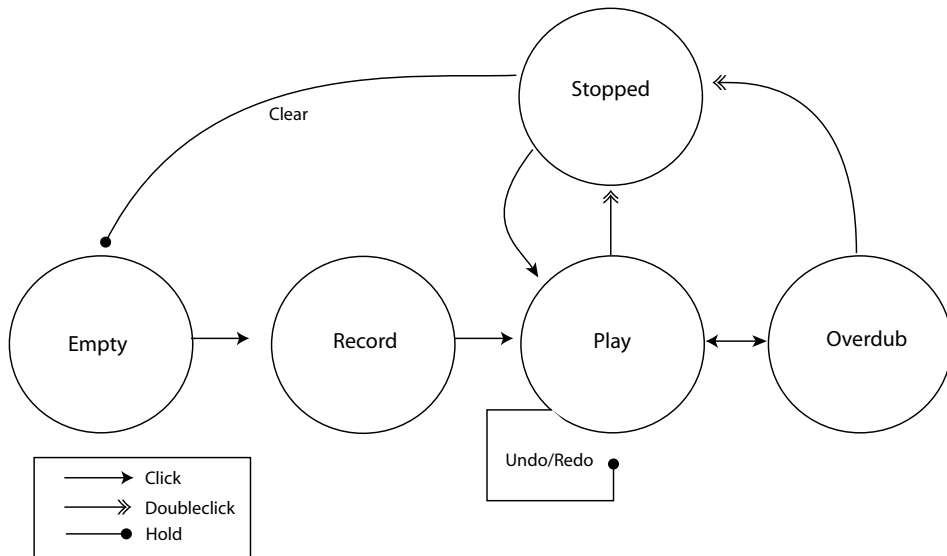 Stopped
Clear
Empty
Record
Play
Overdub
Undo/Redo
Click
Doubleclick
Hold